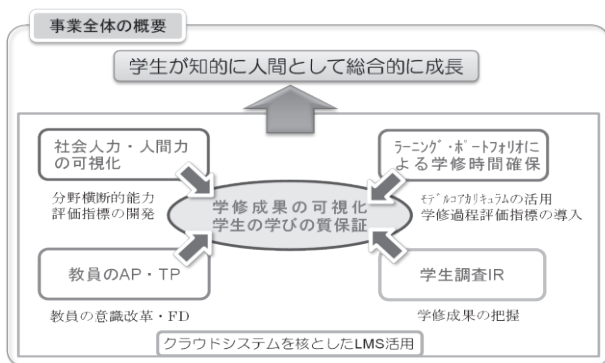 事業全体の概要
学生が知的に人間として総合的に成長
社会人力・人間力
の可視化
分野横断的能力
評価指標の開発
ラーニング・ポートフォリオに
よる学修時間確保
モデルコアカリキュラムの活用
学修過程評価指標の導入
学修成果の可視化
学生の学びの質保証
教員のAP・TP
教員の意識改革・FD
学生調査IR
学修成果の把握
クラウドシステムを核としたLMS活用